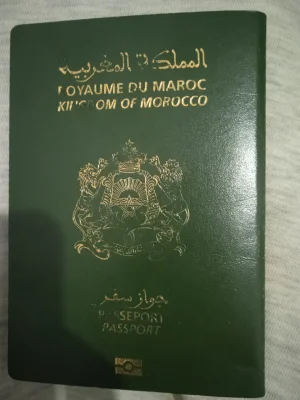 المملكة المغربية
ROYAUME DU MAROC
KINGDOM OF MOROCCO
جواز سفر
PASSEPORT
PASSPORT